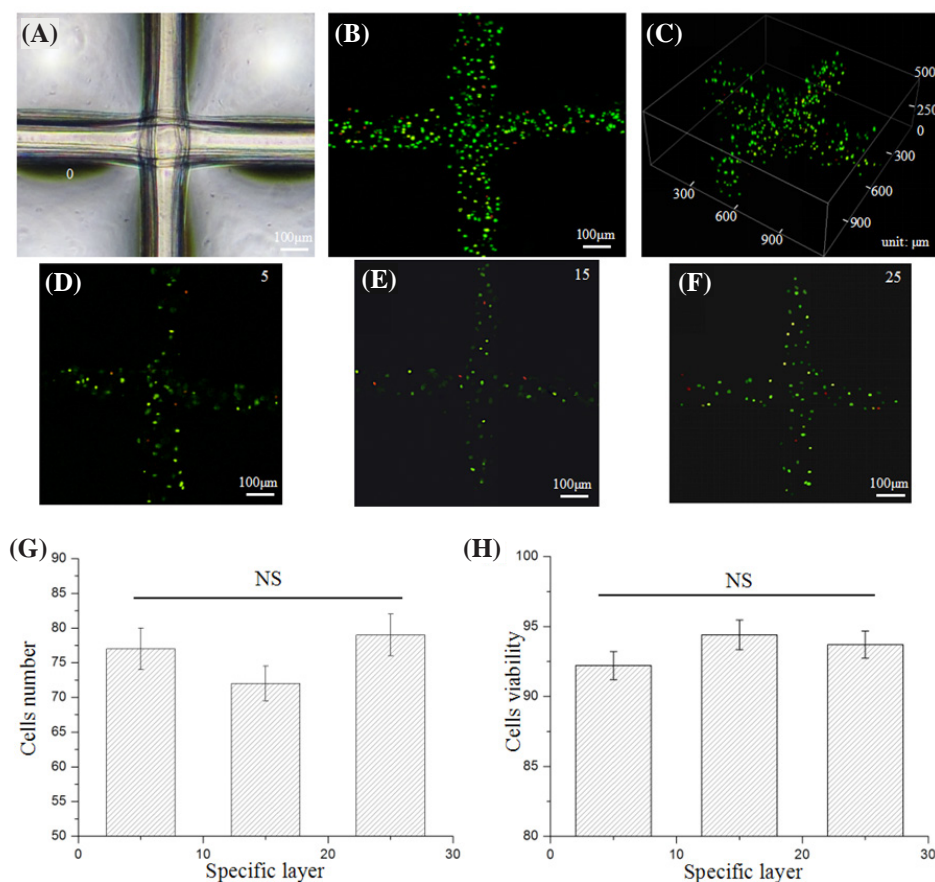 (A)
0
100μm
(B)
100μm
(C)
500
250
0
300
600
900
300
600
900
unit: μm
(D)
5
100μm
(E)
15
100μm
(F)
25
100μm
(G)
90
85
80
75
70
65
60
55
50
0
10
20
30
NS
Cells number
Specific layer
(H)
100
95
90
85
80
0
10
20
30
NS
Cells viability
Specific layer